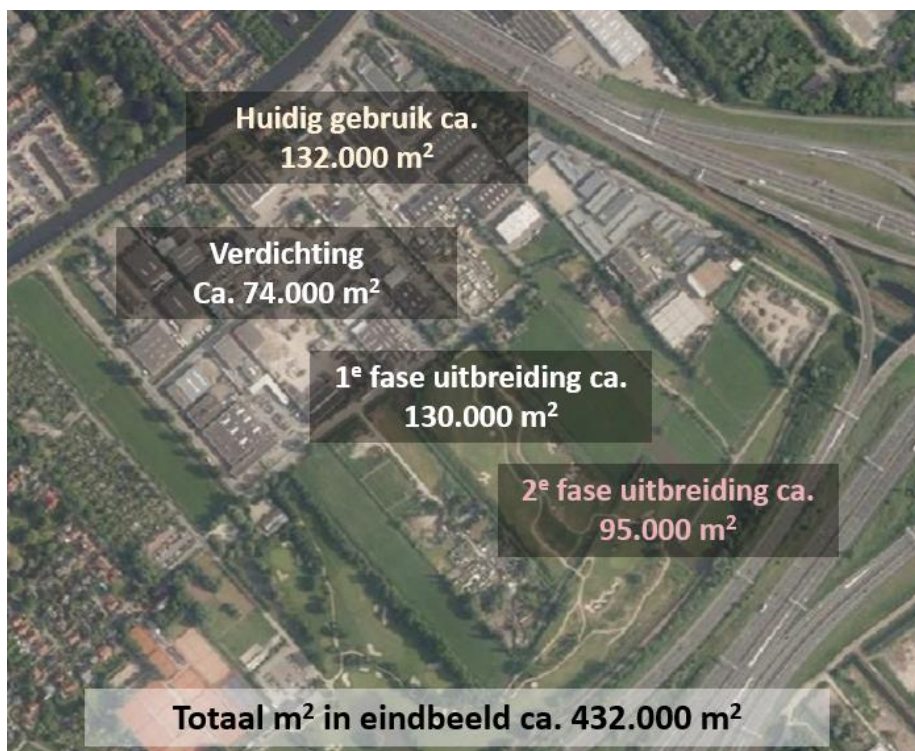 Huidig gebruik ca.
132.000 m²
Verdichting
Ca. 74.000 m²
1ᵉ fase uitbreiding ca.
130.000 m²
2ᵉ fase uitbreiding ca.
95.000 m²
Totaal m² in eindbeeld ca. 432.000 m²